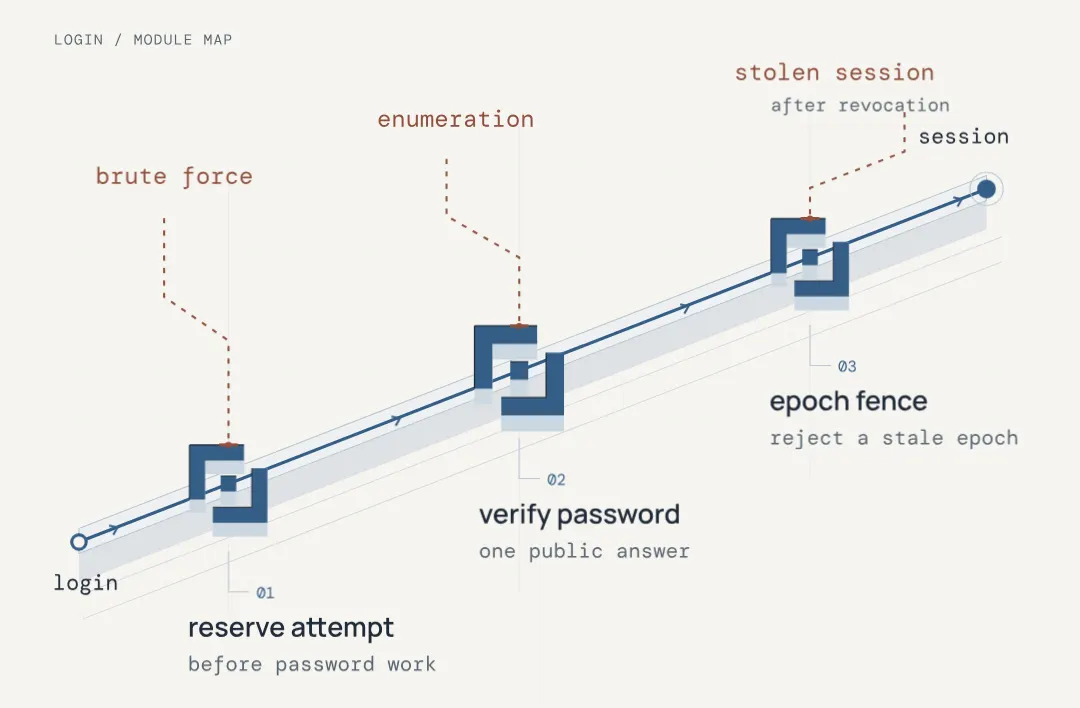 LOGIN / MODULE MAP
stolen session
after revocation
session
enumeration
brute force
03
epoch fence
reject a stale epoch
02
verify password
one public answer
login
01
reserve attempt
before password work